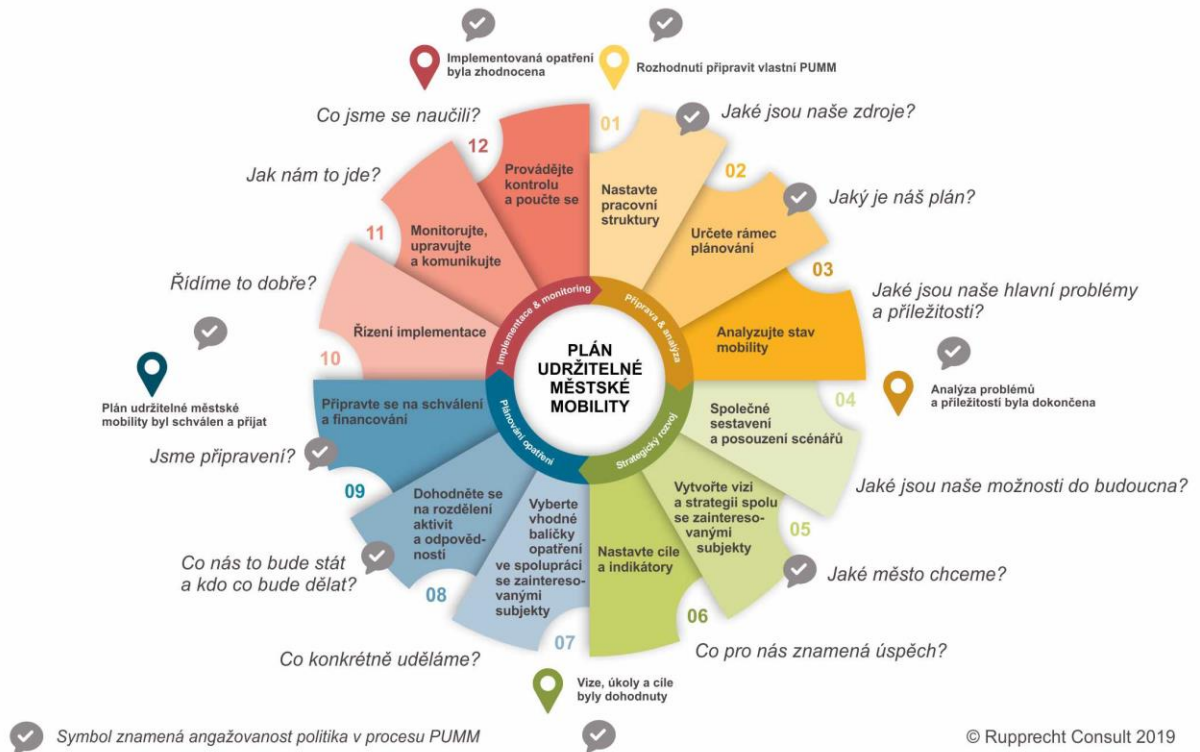 Implementovaná opatření
byla zhodnocena
Rozhodnutí připravit vlastní PUMM
Co jsme se naučili?
01
Jaké jsou naše zdroje?
12
Provádějte
kontrolu
a poučte se
Nastavte
pracovní
struktury
02
Jak nám to jde?
Jaký je náš plán?
11
Monitorujte,
upravujte
a komunikujte
Určete rámec
plánování
03
Řídíme to dobře?
Jaké jsou naše hlavní problémy
a příležitosti?
Implementace & monitoring
Příprava & analýza
Řízení implementace
Analyzujte stav
mobility
10
PLÁN
UDRŽITELNÉ
MĚSTSKÉ
MOBILITY
Plán udržitelné městské
mobility byl schválen a přijat
Analýza problémů
a příležitostí byla dokončena
Připravte se na schválení
a financování
04
Společné
sestavení
a posouzení scénářů
Plánování opatření
Strategický rozvoj
Jsme připravení?
09
Jaké jsou naše možnosti do budoucna?
Dohodněte se
na rozdělení
aktivit
a odpověd-
ností
Vyberte
vhodné
balíčky
opatření
ve spolupráci
se zaintereso-
vanými
subjekty
Nastavte cíle
a indikátory
Vytvořte vizi
a strategii spolu
se zaintereso-
vanými
subjekty
05
Co nás to bude stát
a kdo co bude dělat?
Jaké město chceme?
08
07
06
Co konkrétně uděláme?
Co pro nás znamená úspěch?
Vize, úkoly a cíle
byly dohodnuty
Symbol znamená angažovanost politika v procesu PUMM
© Rupprecht Consult 2019